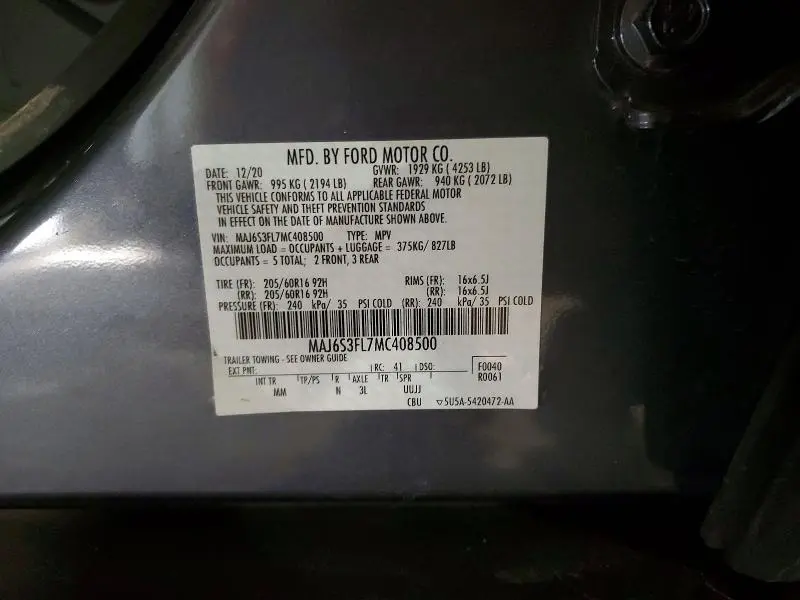 MFD. BY FORD MOTOR CO.
DATE: 12/20 GVWR: 1929 KG ( 4253 LB)
FRONT GAWR: 995 KG ( 2194 LB) REAR GAWR: 940 KG ( 2072 LB)
THIS VEHICLE CONFORMS TO ALL APPLICABLE FEDERAL MOTOR
VEHICLE SAFETY AND THEFT PREVENTION STANDARDS
IN EFFECT ON THE DATE OF MANUFACTURE SHOWN ABOVE.
VIN: MAJ6S3FL7MC408500 TYPE: MPV
MAXIMUM LOAD = OCCUPANTS + LUGGAGE = 375KG/ 827LB
OCCUPANTS = 5 TOTAL; 2 FRONT, 3 REAR
TIRE (FR): 205/60R16 92H RIMS (FR): 16x6.5J
(RR): 205/60R16 92H (RR): 16x6.5J
PRESSURE (FR): 240 kPa/ 35 PSI COLD (RR): 240 kPa/ 35 PSI COLD
MAJ6S3FL7MC408500
TRAILER TOWING - SEE OWNER GUIDE
EXT PNT: RC: 41 DSO: F0040
R0061
INT TR TP/PS R AXLE TR SPR
MM N 3L UUJJ
CBU ▽5U5A-5420472-AA